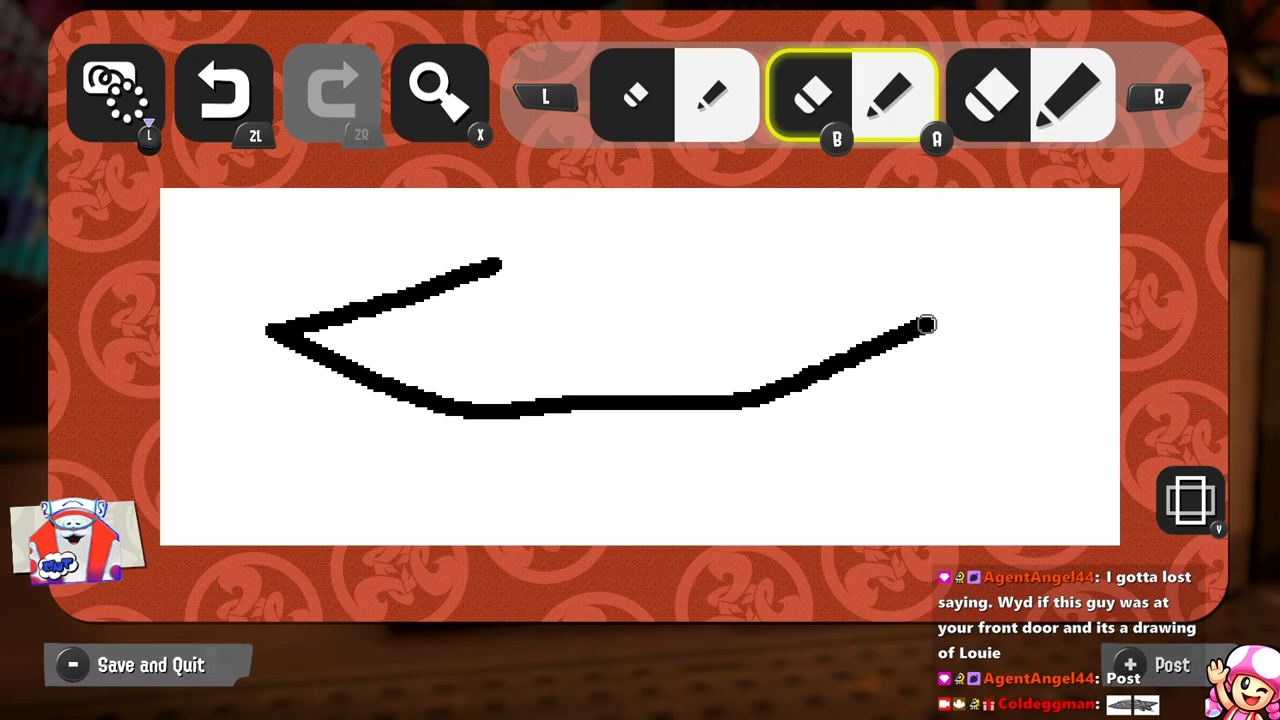 L
ZL
ZR
X
L
B
A
R
Y
AgentAngel44: I gotta lost
saying. Wyd if this guy was at
your front door and its a drawing
of Louie
AgentAngel44: Post
Coldeggman:
- Save and Quit
+ Post